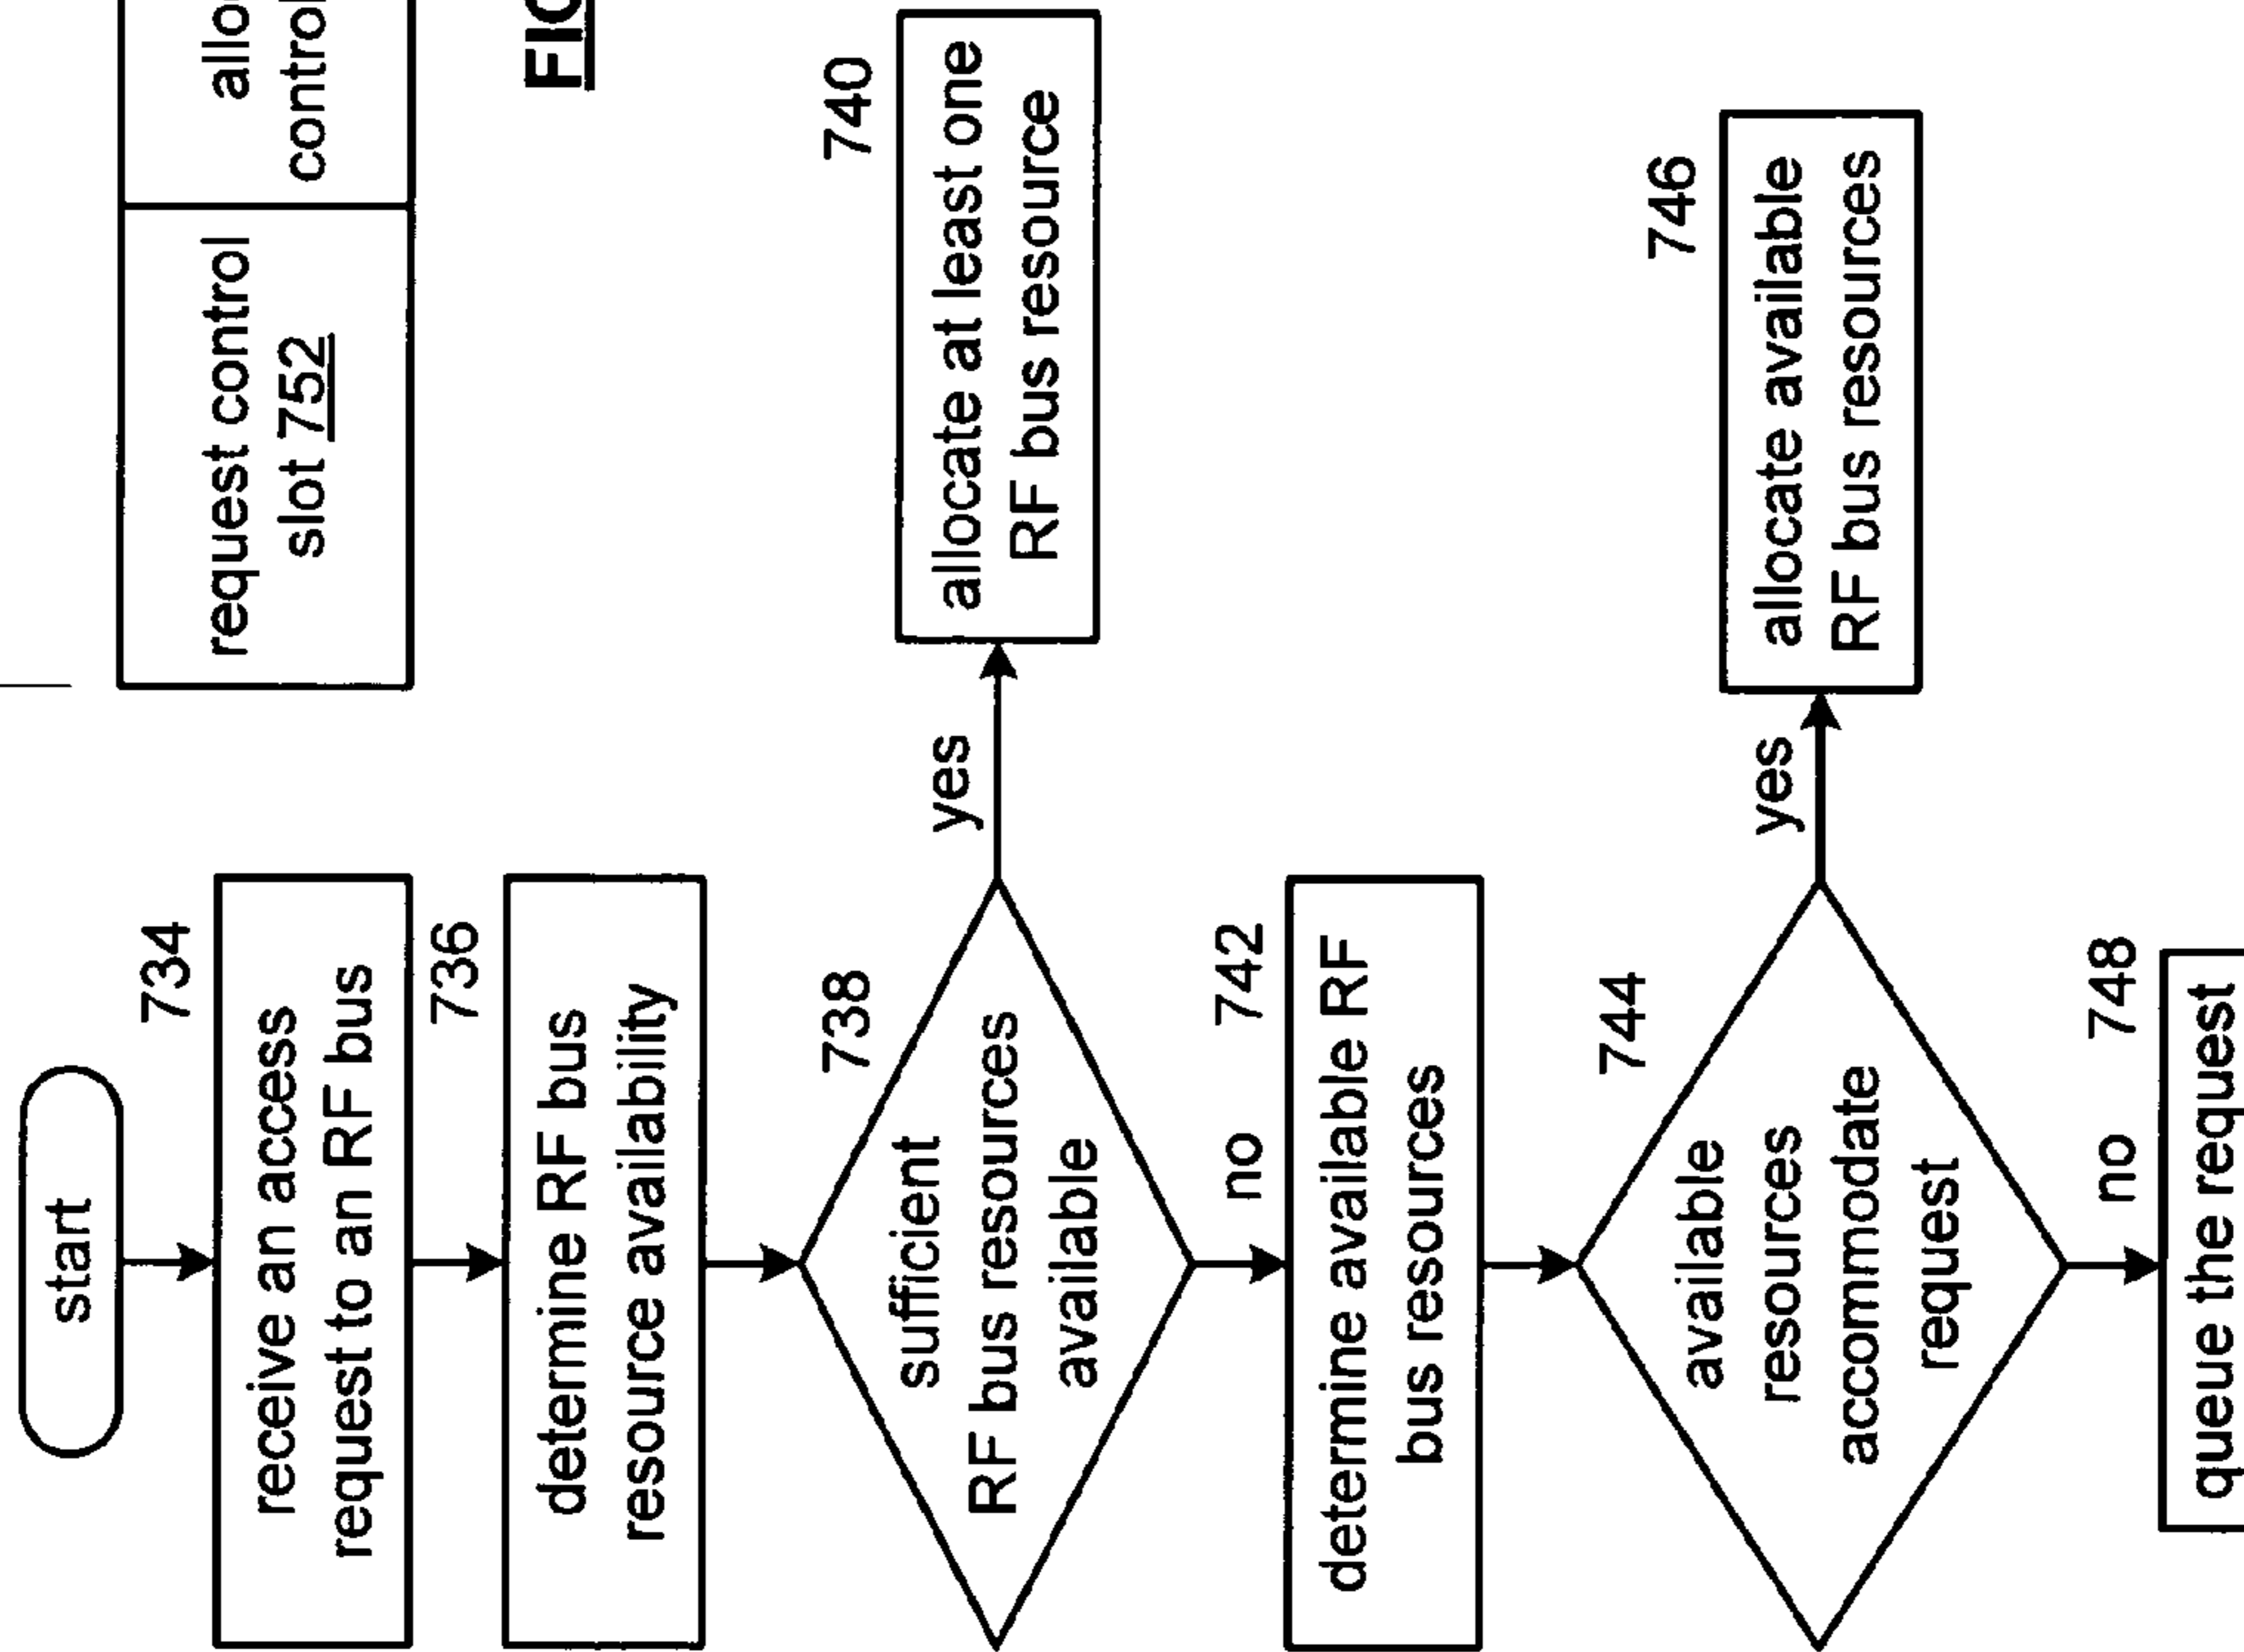 start
734
receive an access
request to an RF bus
736
determine RF bus
resource availability
738
sufficient
RF bus resources
available
yes
740
allocate at least one
RF bus resource
no
742
determine available RF
bus resources
744
available
resources
accommodate
request
yes
746
allocate available
RF bus resources
no
748
queue the request
request control
slot 752
allo
control